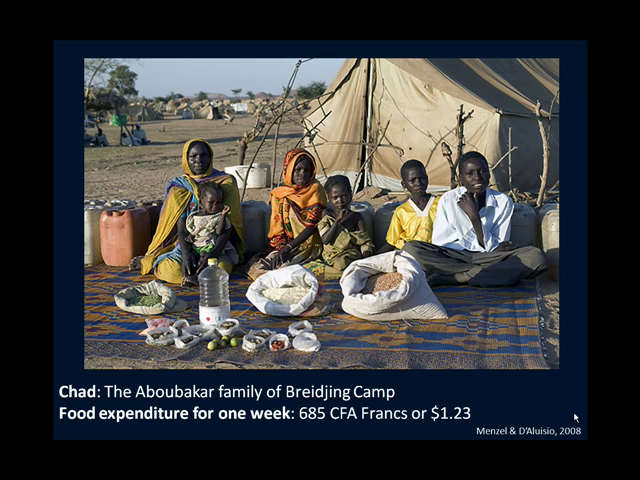 Chad: The Aboubakar family of Breidjing Camp
Food expenditure for one week: 685 CFA Francs or $1.23
Menzel & D'Aluisio, 2008